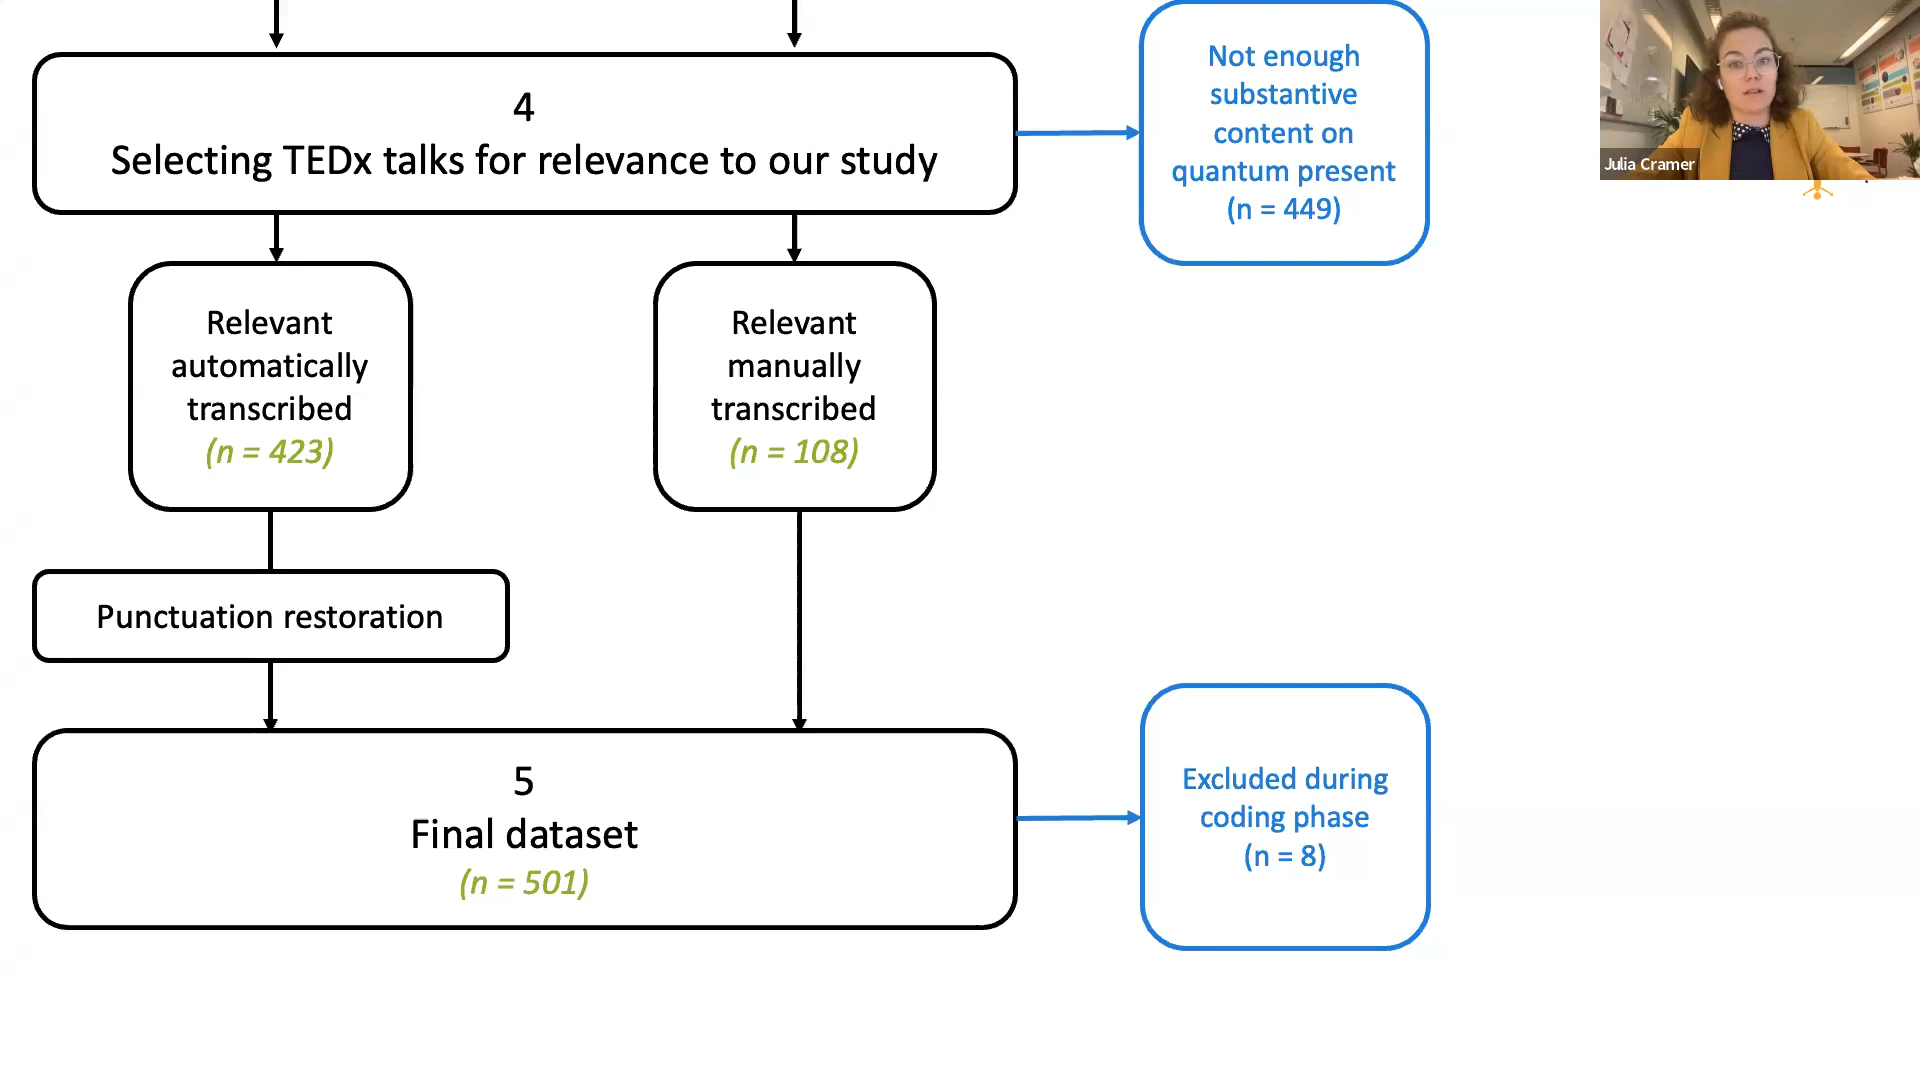 4
Selecting TEDx talks for relevance to our study
Not enough
substantive
content on
quantum present
(n = 449)
Julia Cramer
Relevant
automatically
transcribed
(n = 423)
Relevant
manually
transcribed
(n = 108)
Punctuation restoration
5
Final dataset
(n = 501)
Excluded during
coding phase
(n = 8)